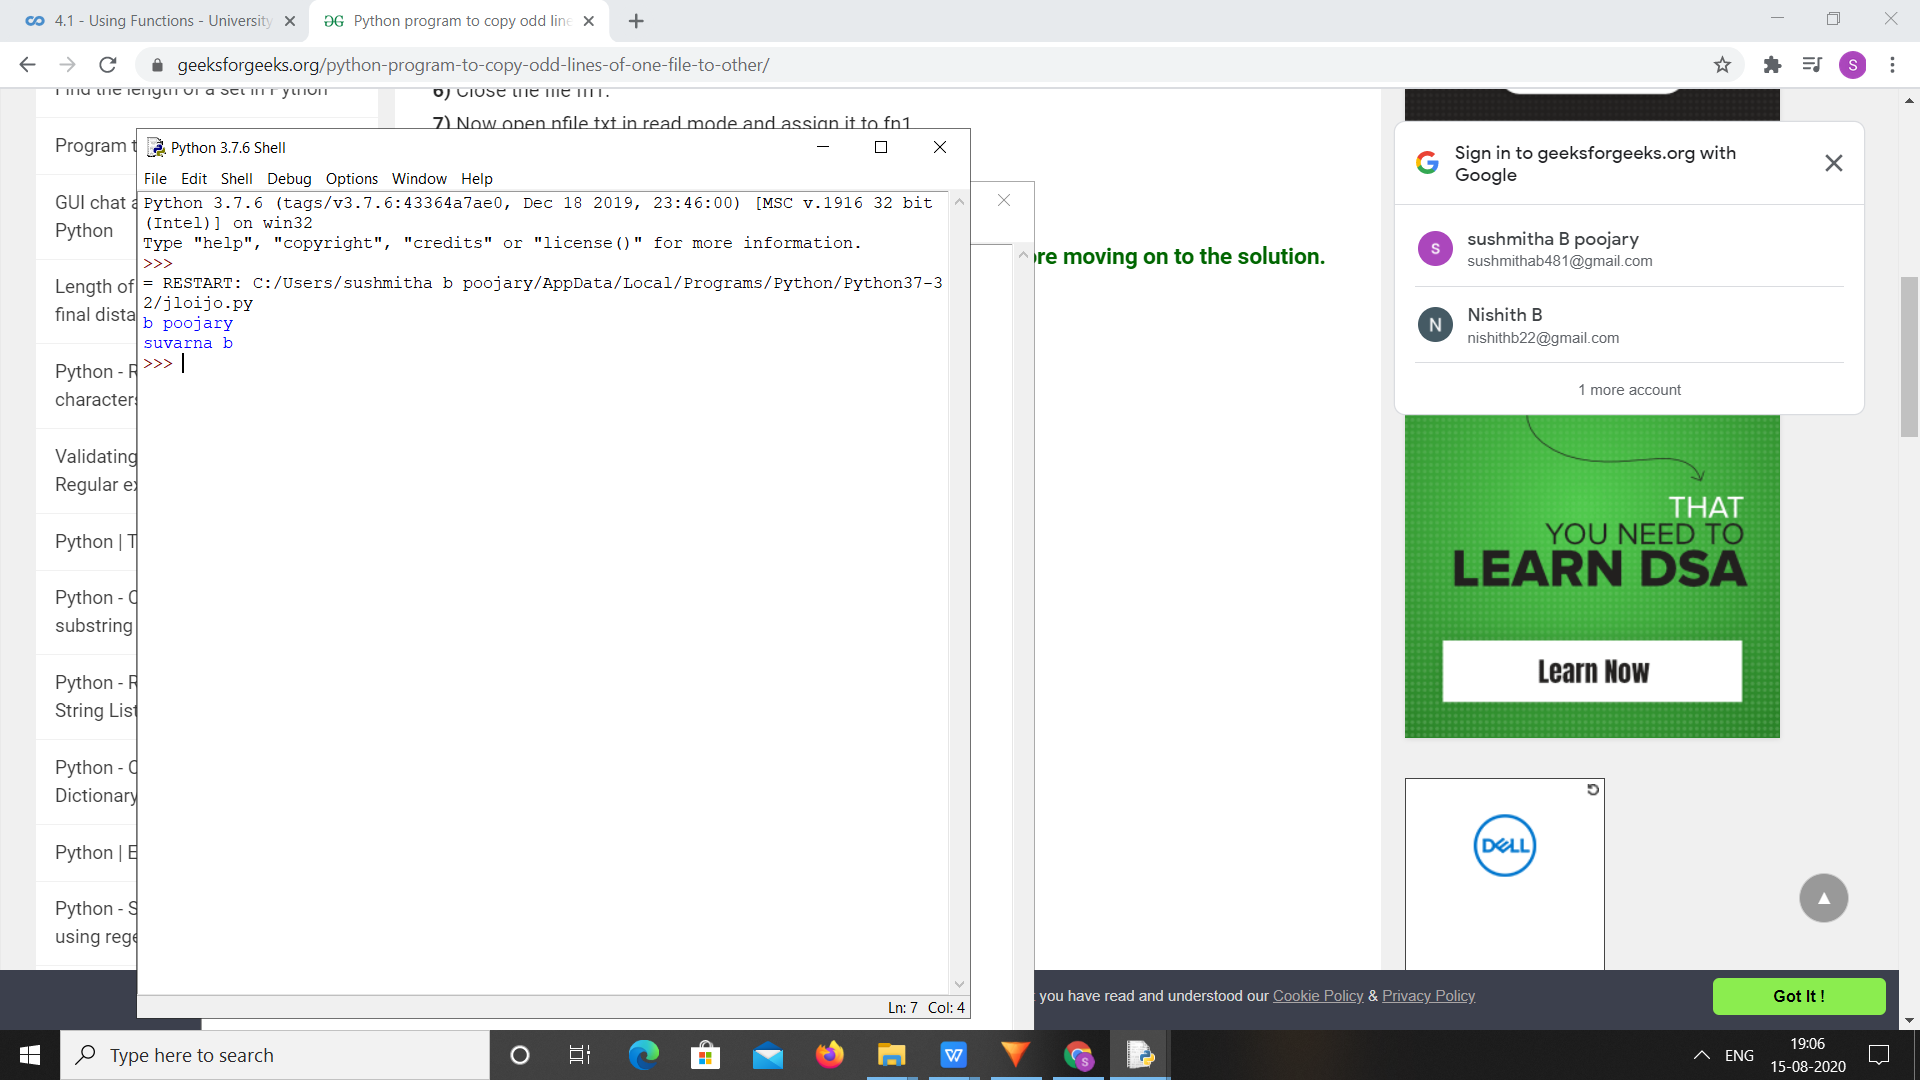 4.1 - Using Functions - University
Python program to copy odd line
geeksforgeeks.org/python-program-to-copy-odd-lines-of-one-file-to-other/
S
Find the length of a set in Python
Program t
GUI chat a
Python
Length of
final dista
Python - R
characters
Validating
Regular ex
Python | T
Python - C
substring
Python - R
String List
Python - C
Dictionary
Python | E
Python - S
using rege
6) Close the file fn1.
7) Now open nfile.txt in read mode and assign it to fn1.
Python 3.7.6 Shell
File Edit Shell Debug Options Window Help
Python 3.7.6 (tags/v3.7.6:43364a7ae0, Dec 18 2019, 23:46:00) [MSC v.1916 32 bit
(Intel)] on win32
Type "help", "copyright", "credits" or "license()" for more information.
>>>
= RESTART: C:/Users/sushmitha b poojary/AppData/Local/Programs/Python/Python37-3
2/jloijo.py
b poojary
suvarna b
>>>
Ln: 7 Col: 4
re moving on to the solution.
Sign in to geeksforgeeks.org with
Google
S
sushmitha B poojary
sushmithab481@gmail.com
N
Nishith B
nishithb22@gmail.com
1 more account
THAT
YOU NEED TO
LEARN DSA
Learn Now
DELL
you have read and understood our Cookie Policy & Privacy Policy
Got It !
Type here to search
ENG
19:06
15-08-2020